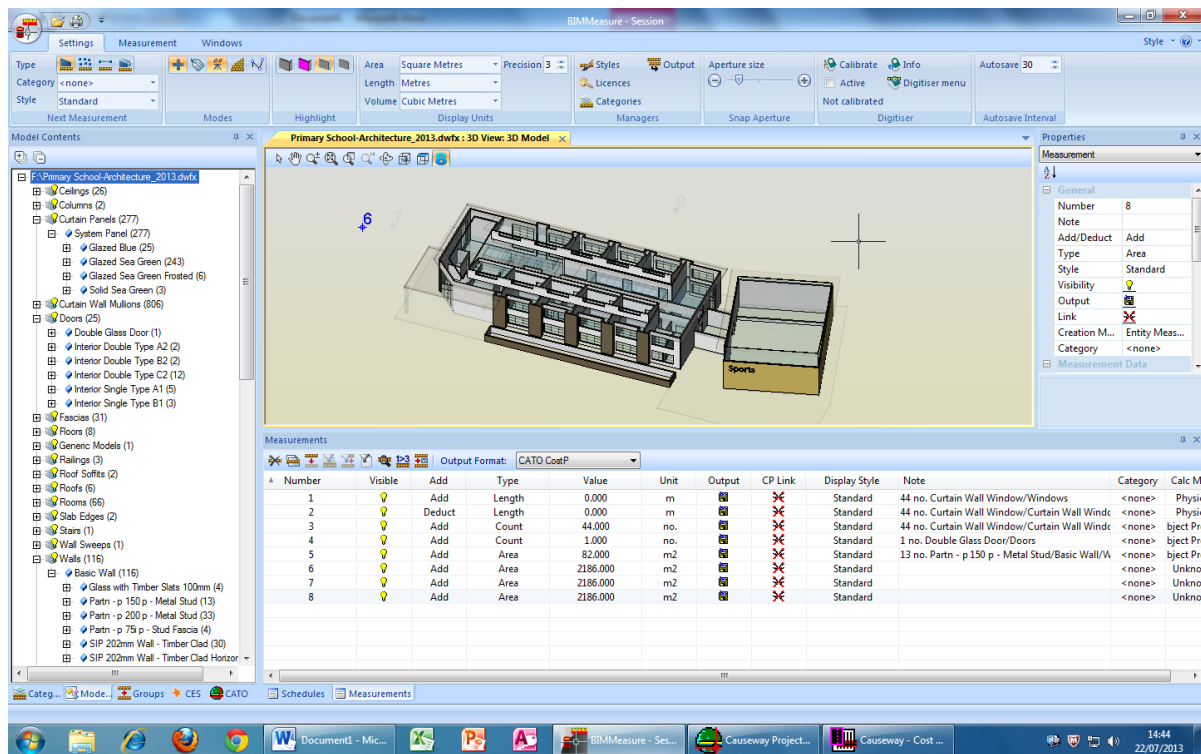 Document1 - Microsoft Excel
BIMMeasure - Session
Settings Measurement Windows Style
Type Area Square Metres Precision 3 Styles Output Aperture size Calibrate Info Autosave 30
Category <none> Length Metres Licences Active Digitiser menu
Style Standard Volume Cubic Metres Categories Not calibrated
Next Measurement Modes Highlight Display Units Managers Snap Aperture Digitiser Autosave Interval
Model Contents
F:\Primary School-Architecture_2013.dwfx
Ceilings (26)
Columns (2)
Curtain Panels (277)
System Panel (277)
Glazed Blue (25)
Glazed Sea Green (243)
Glazed Sea Green Frosted (6)
Solid Sea Green (3)
Curtain Wall Mullions (806)
Doors (25)
Double Glass Door (1)
Interior Double Type A2 (2)
Interior Double Type B2 (2)
Interior Double Type C2 (12)
Interior Single Type A1 (5)
Interior Single Type B1 (3)
Fascias (31)
Floors (8)
Generic Models (1)
Railings (3)
Roof Soffits (2)
Roofs (6)
Rooms (66)
Slab Edges (2)
Stairs (1)
Wall Sweeps (1)
Walls (116)
Basic Wall (116)
Glass with Timber Slats 100mm (4)
Partn - p 150 p - Metal Stud (13)
Partn - p 200 p - Metal Stud (33)
Partn - p 75i p - Stud Fascia (4)
SIP 202mm Wall - Timber Clad (30)
SIP 202mm Wall - Timber Clad Horizor
Categ... Mode... Groups CES CATO
Primary School-Architecture_2013.dwfx : 3D View: 3D Model
6 7 8
Sports
Properties
Measurement
General
Number 8
Note
Add/Deduct Add
Type Area
Style Standard
Visibility
Output
Link
Creation M... Entity Meas...
Category <none>
Measurement Data
Measurements
Output Format: CATO CostP
Number Visible Add Type Value Unit Output CP Link Display Style Note Category Calc M
1 Add Length 0.000 m Standard 44 no. Curtain Wall Window/Windows <none> Physic
2 Deduct Length 0.000 m Standard 44 no. Curtain Wall Window/Curtain Wall Windc <none> Physic
3 Add Count 44.000 no. Standard 44 no. Curtain Wall Window/Curtain Wall Windc <none> bject Pr
4 Add Count 1.000 no. Standard 1 no. Double Glass Door/Doors <none> bject Pr
5 Add Area 82.000 m2 Standard 13 no. Partn - p 150 p - Metal Stud/Basic Wall/W <none> bject Pr
6 Add Area 2186.000 m2 Standard <none> Unkno
7 Add Area 2186.000 m2 Standard <none> Unkno
8 Add Area 2186.000 m2 Standard <none> Unkno
Schedules Measurements
Document1 - Mic... BIMMeasure - Ses... Causeway Project... Causeway - Cost ...
14:44
22/07/2013